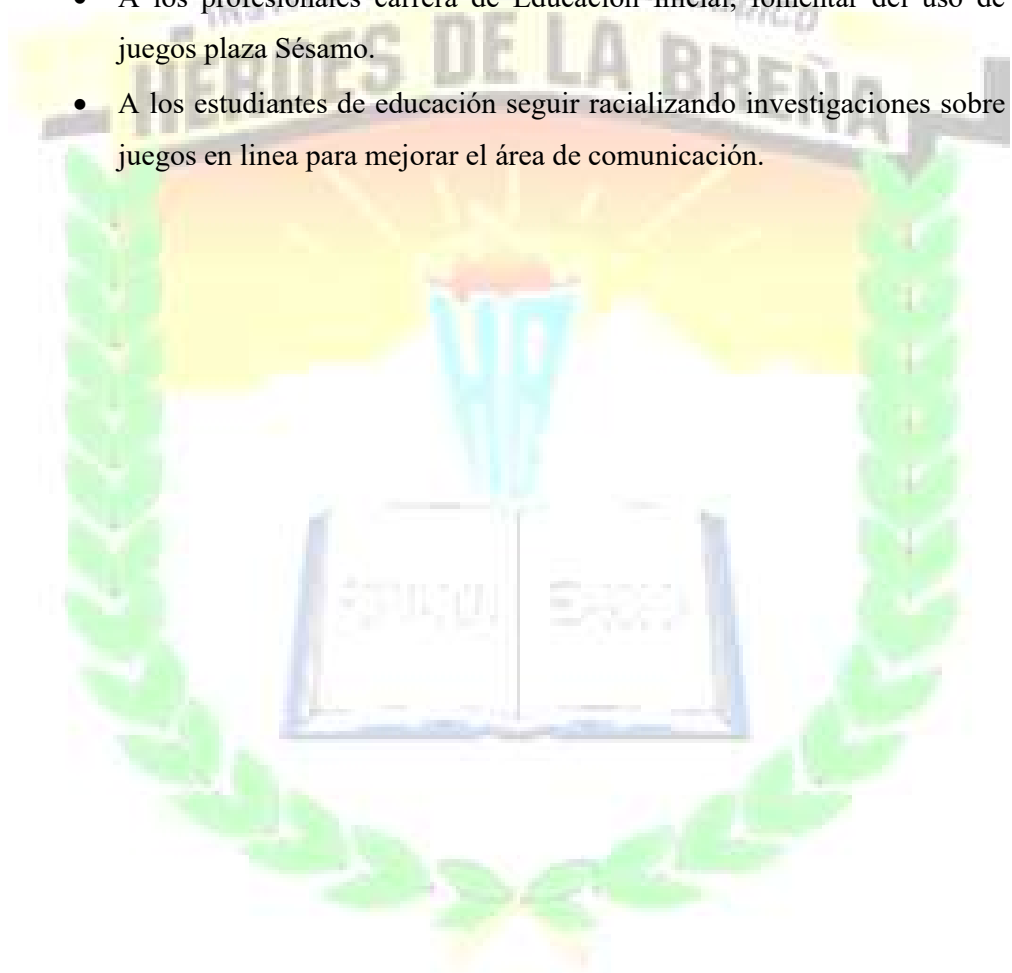 • A los profesionales carrera de Educación Inicial, fomentar del uso de
juegos plaza Sésamo.
HÉROES DE LA BREÑA
• A los estudiantes de educación seguir racializando investigaciones sobre
juegos en linea para mejorar el área de comunicación.